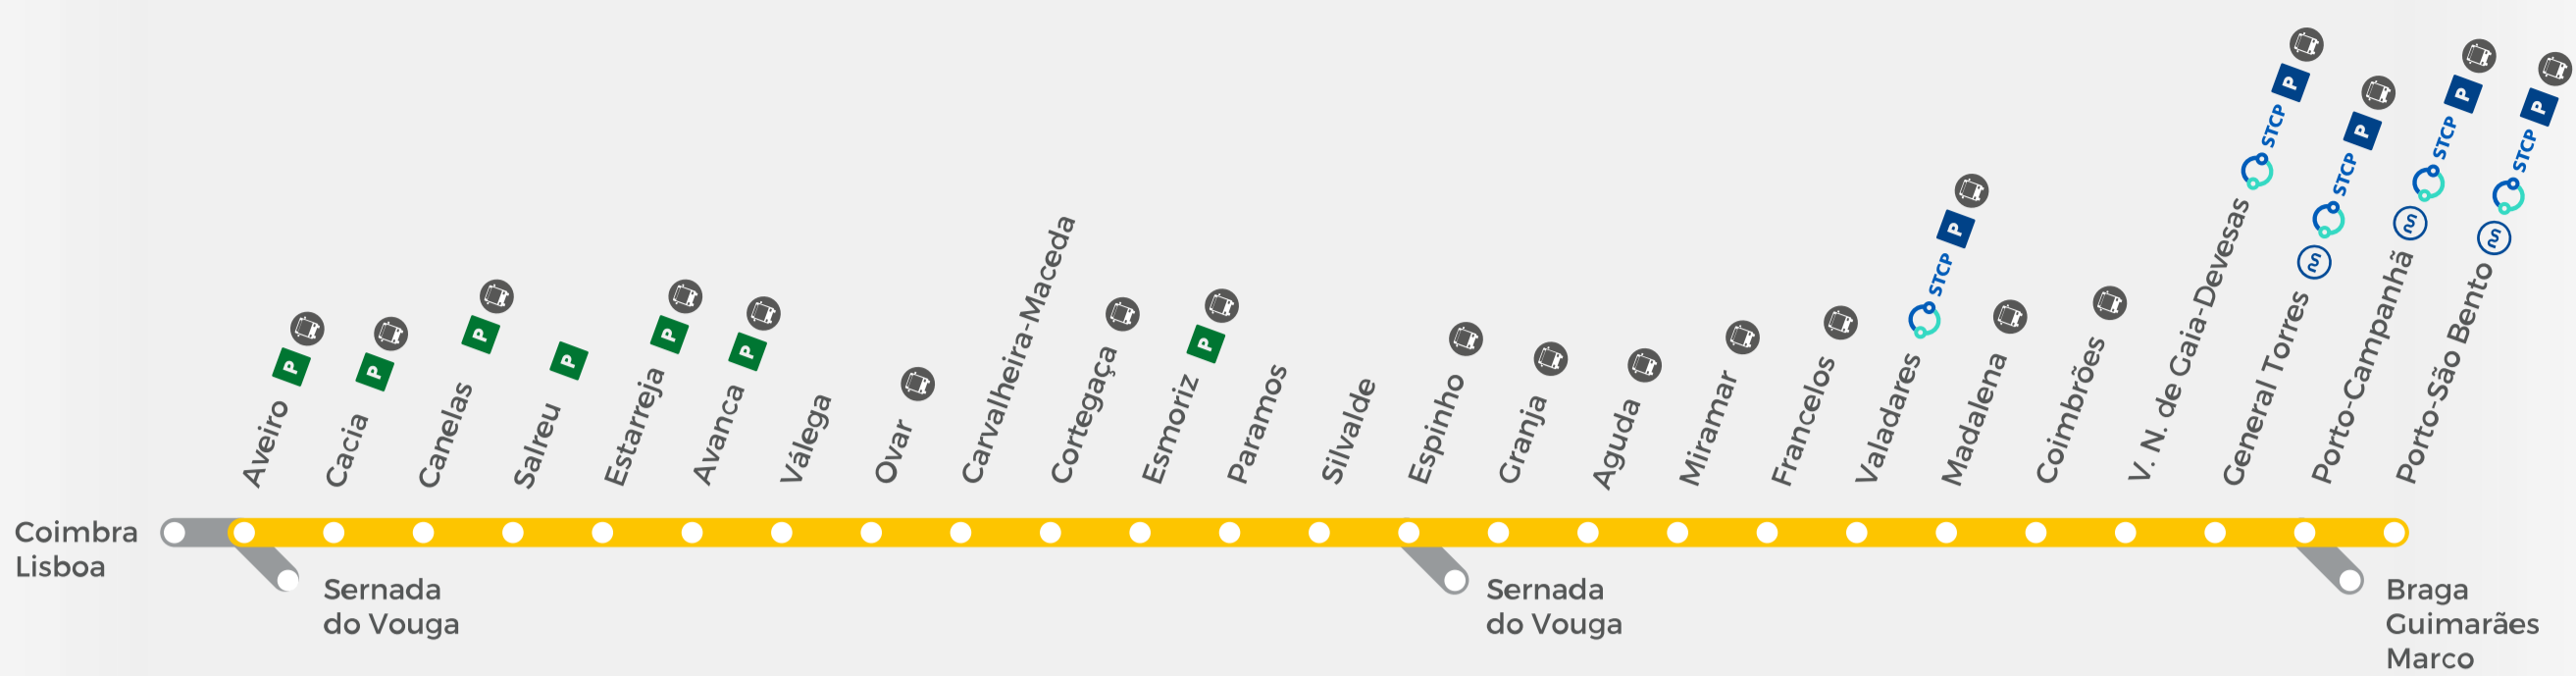 Aveiro P
Cacia P
Canelas P
Salreu P
Estarreja P
Avanca P
Válega
Ovar
Carvalheira-Maceda
Cortegaça
Esmoriz P
Paramos
Silvalde
Espinho
Granja
Aguda
Miramar
Francelos
Valadares STCP P
Madalena
Coimbrões
V. N. de Gaia-Devesas STCP P
General Torres STCP P
Porto-Campanhã STCP P
Porto-São Bento STCP P
Coimbra
Lisboa
Sernada
do Vouga
Sernada
do Vouga
Braga
Guimarães
Marco